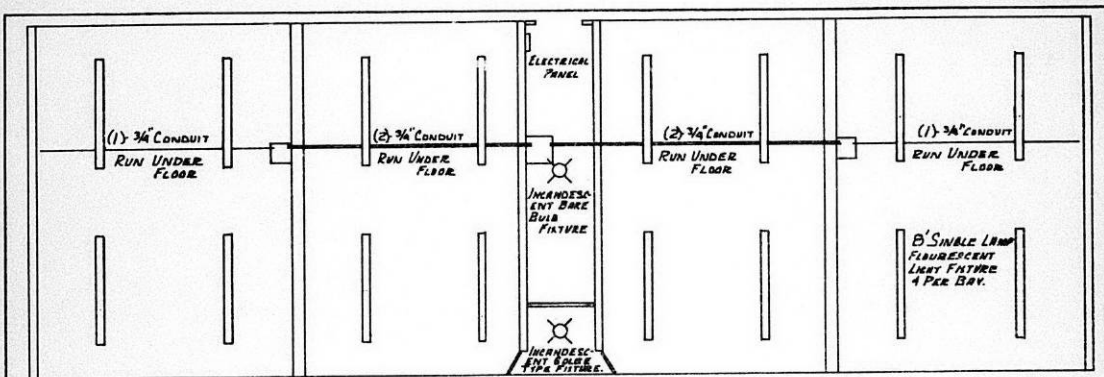 ELECTRICAL
PANEL
(1)- 3/4" CONDUIT
RUN UNDER
FLOOR
(2)- 3/4" CONDUIT
RUN UNDER
FLOOR
(2)- 3/4" CONDUIT
RUN UNDER
FLOOR
(1)- 3/4" CONDUIT
RUN UNDER
FLOOR
INCANDESC-
ENT BARE
BULB
FIXTURE
8' SINGLE LAMP
FLOURESCENT
LIGHT FIXTURE
4 PER BAY.
INCANDESC-
ENT GOLBE
TYPE FIXTURE.